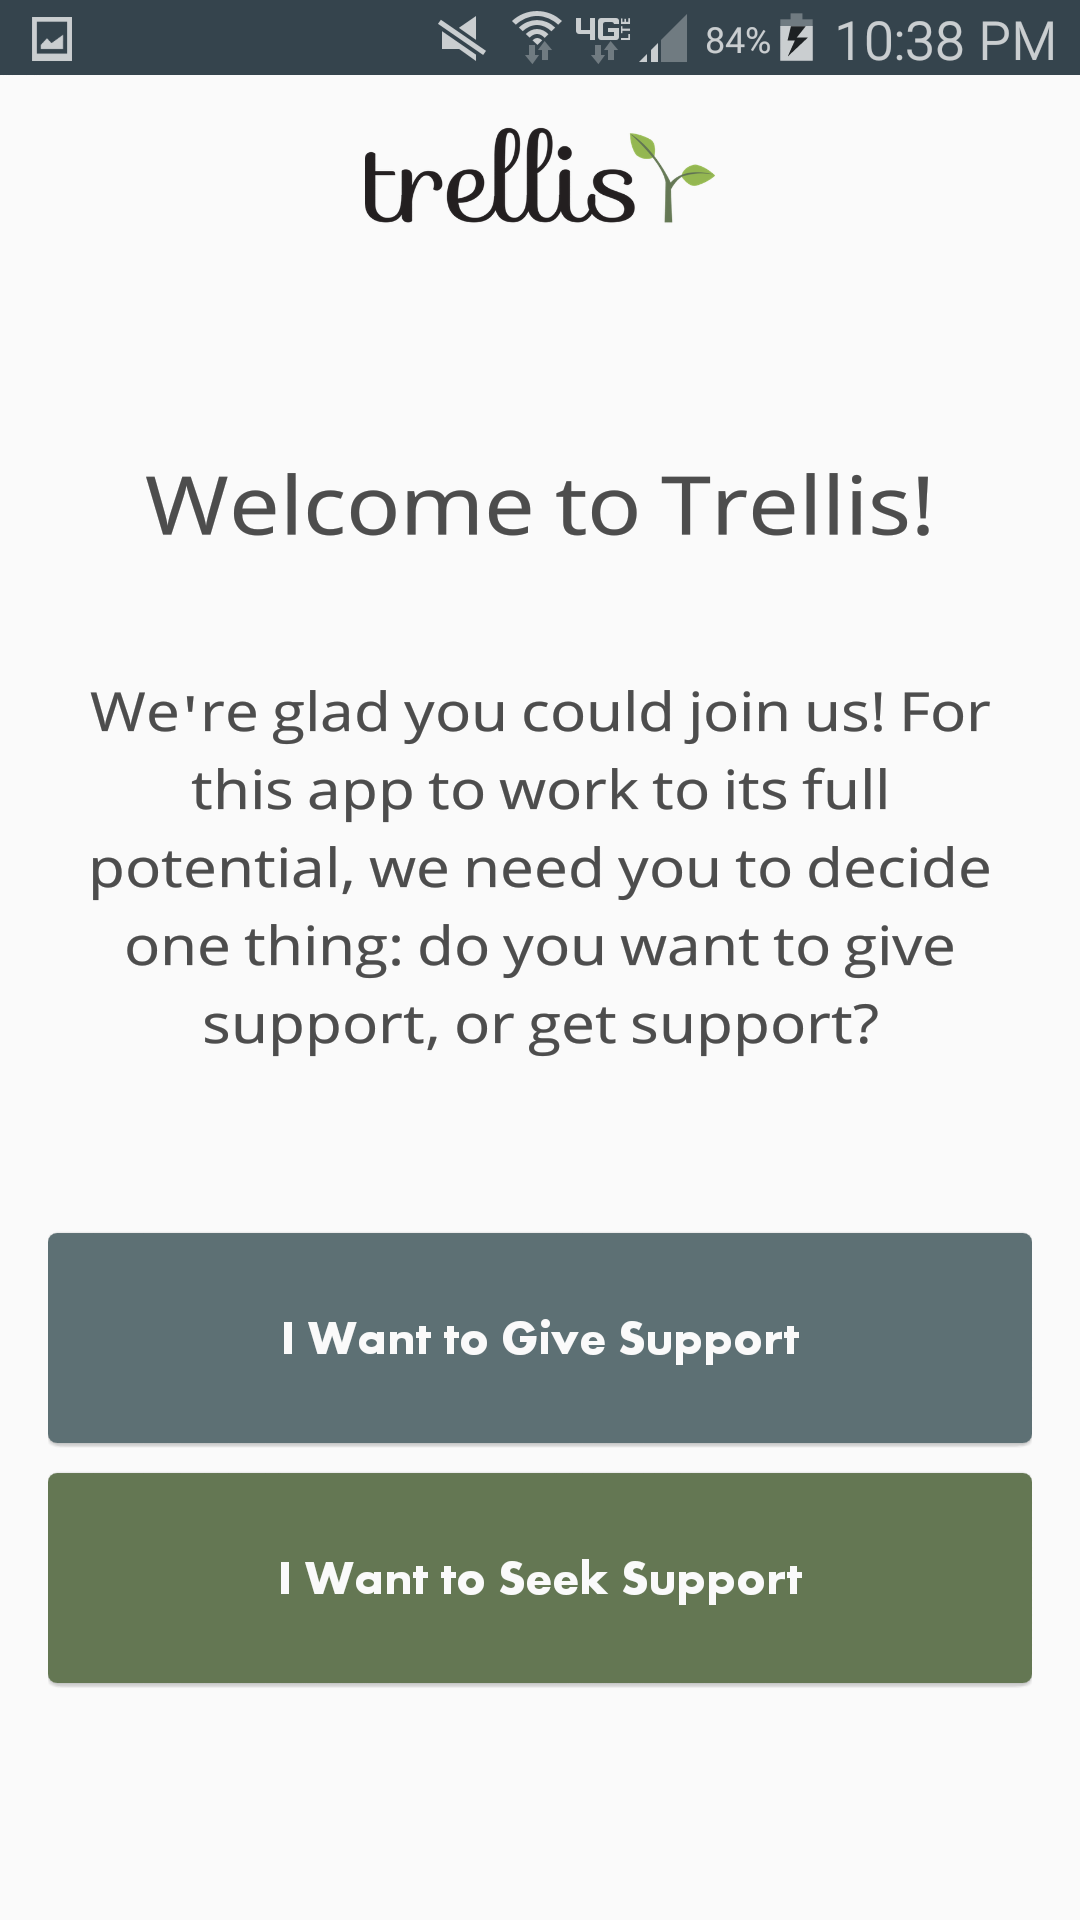 4G LTE 84% 10:38 PM
trellis
Welcome to Trellis!
We're glad you could join us! For
this app to work to its full
potential, we need you to decide
one thing: do you want to give
support, or get support?
I Want to Give Support
I Want to Seek Support